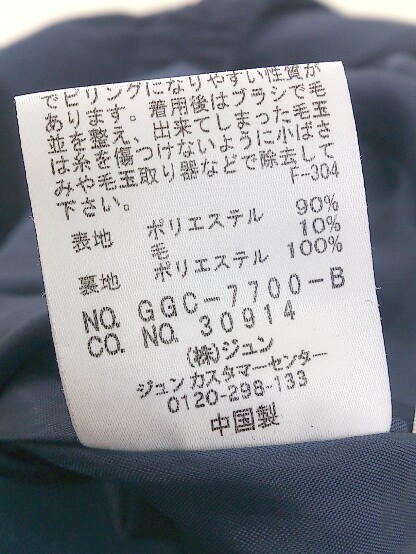 でピリングになりやすい性質が
あります。着用後はブラシで毛
並を整え、出来てしまった毛玉
は糸を傷つけないように小ばさ
みや毛玉取り器などで除去して
下さい。
F-304
表地 ポリエステル 90%
毛 10%
裏地 ポリエステル 100%
NO. GGC-7700-B
CO. NO. 30914
(株)ジュン
ジュン カスタマーセンター
0120-298-133
中国製